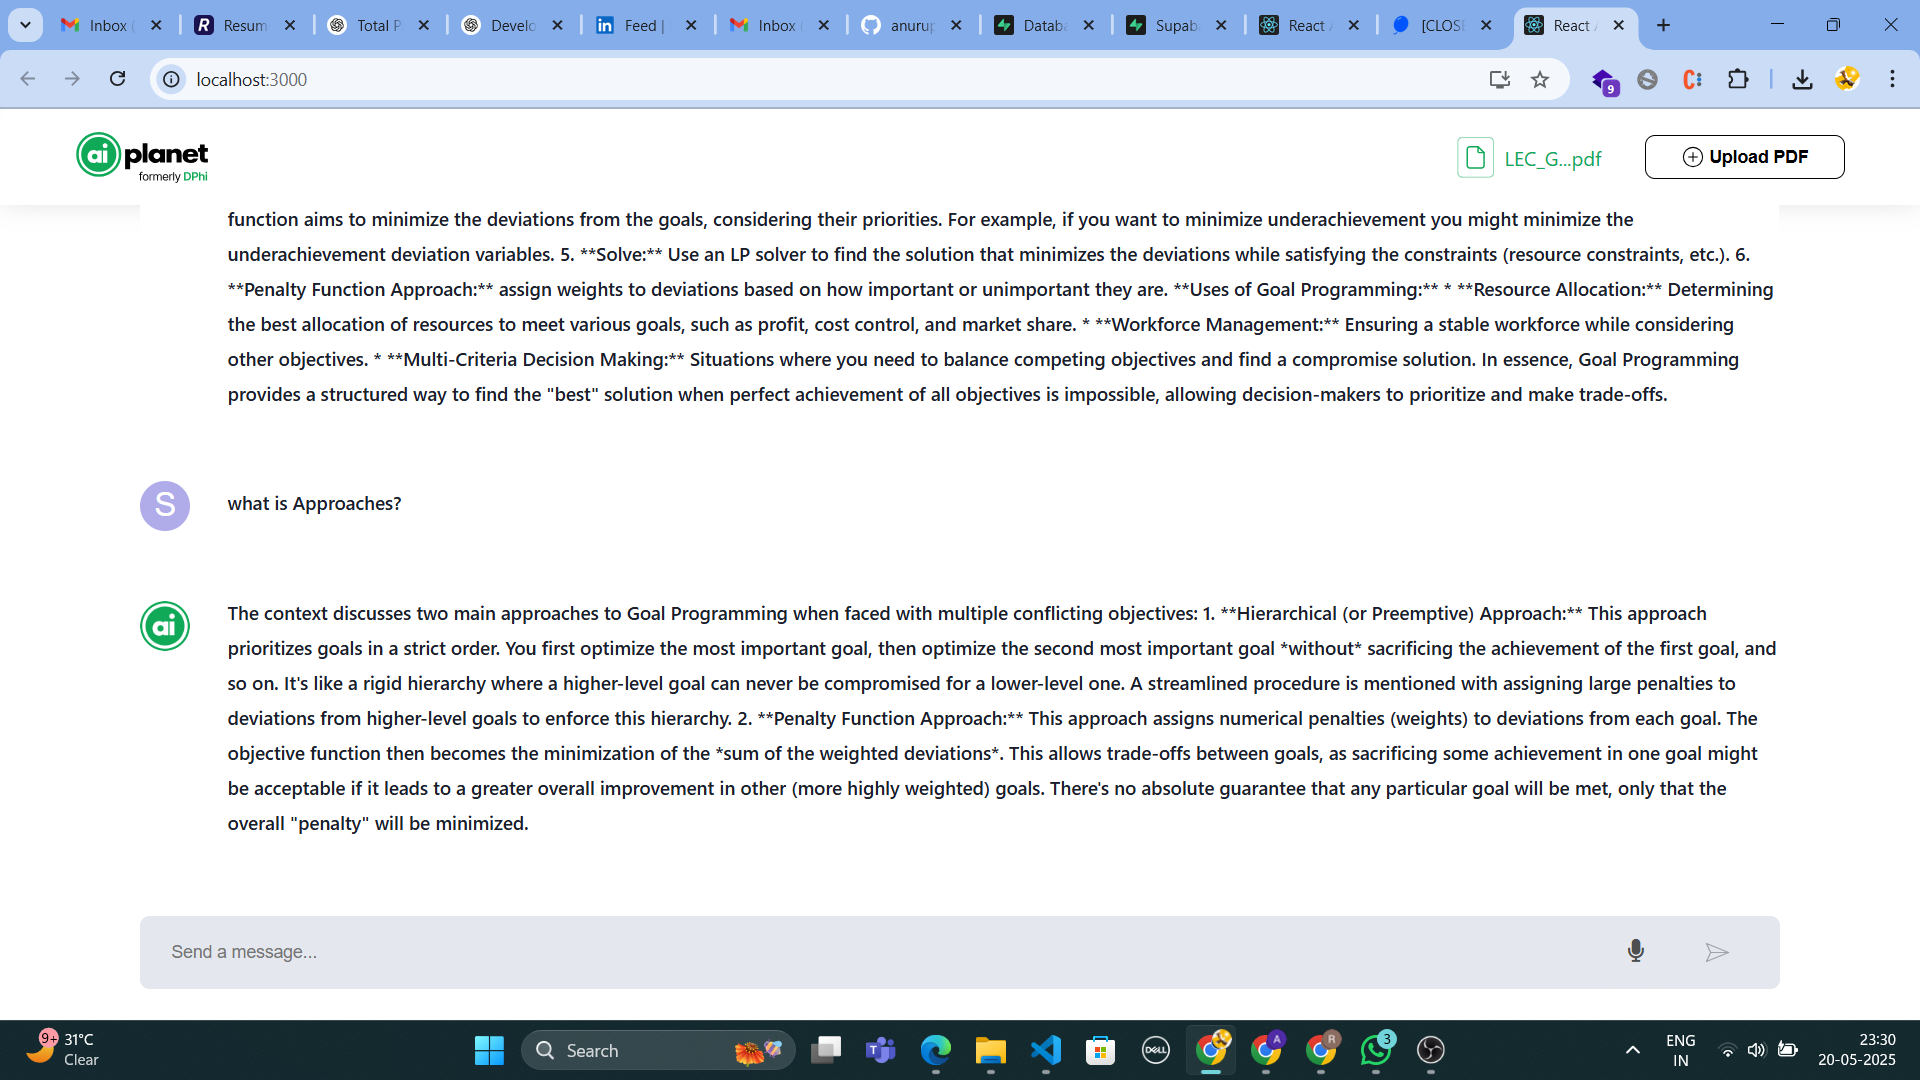 Inbox (
Resum
Total P
Develo
Feed |
Inbox (
anurup
Databa
Supab
React A
[CLOSE
React A
localhost:3000
9
ai planet
formerly DPhi
LEC_G...pdf
Upload PDF
function aims to minimize the deviations from the goals, considering their priorities. For example, if you want to minimize underachievement you might minimize the
underachievement deviation variables. 5. **Solve:** Use an LP solver to find the solution that minimizes the deviations while satisfying the constraints (resource constraints, etc.). 6.
**Penalty Function Approach:** assign weights to deviations based on how important or unimportant they are. **Uses of Goal Programming:** * **Resource Allocation:** Determining
the best allocation of resources to meet various goals, such as profit, cost control, and market share. * **Workforce Management:** Ensuring a stable workforce while considering
other objectives. * **Multi-Criteria Decision Making:** Situations where you need to balance competing objectives and find a compromise solution. In essence, Goal Programming
provides a structured way to find the "best" solution when perfect achievement of all objectives is impossible, allowing decision-makers to prioritize and make trade-offs.
S
what is Approaches?
ai
The context discusses two main approaches to Goal Programming when faced with multiple conflicting objectives: 1. **Hierarchical (or Preemptive) Approach:** This approach
prioritizes goals in a strict order. You first optimize the most important goal, then optimize the second most important goal *without* sacrificing the achievement of the first goal, and
so on. It's like a rigid hierarchy where a higher-level goal can never be compromised for a lower-level one. A streamlined procedure is mentioned with assigning large penalties to
deviations from higher-level goals to enforce this hierarchy. 2. **Penalty Function Approach:** This approach assigns numerical penalties (weights) to deviations from each goal. The
objective function then becomes the minimization of the *sum of the weighted deviations*. This allows trade-offs between goals, as sacrificing some achievement in one goal might
be acceptable if it leads to a greater overall improvement in other (more highly weighted) goals. There's no absolute guarantee that any particular goal will be met, only that the
overall "penalty" will be minimized.
Send a message...
9+
31°C
Clear
Search
DELL
A
R
3
ENG
IN
23:30
20-05-2025